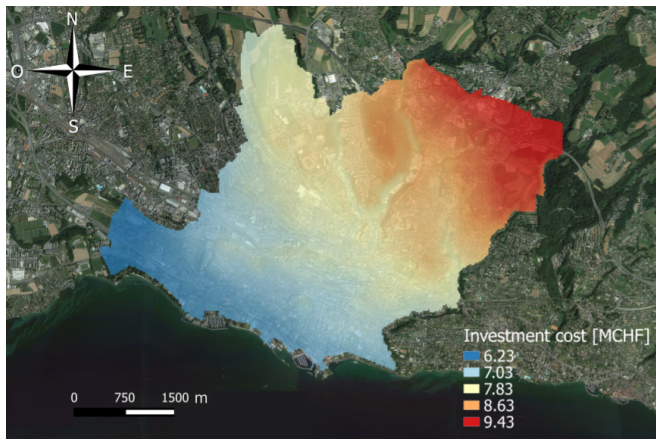 N
O E
S
Investment cost [MCHF]
6.23
7.03
7.83
8.63
9.43
0 750 1500 m